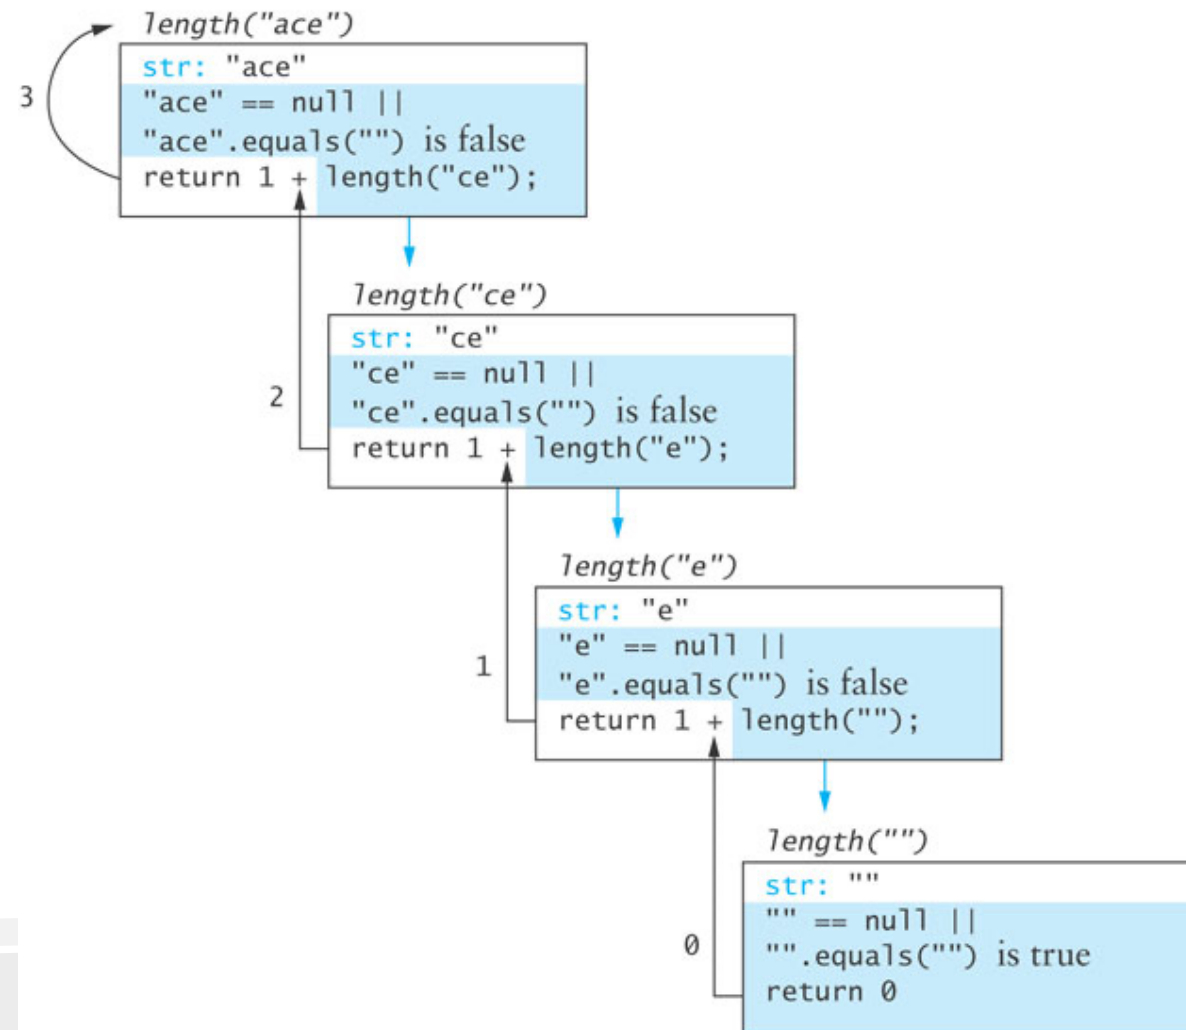 length("ace")
str: "ace"
"ace" == null ||
"ace".equals("") is false
return 1 + length("ce");
3
length("ce")
str: "ce"
"ce" == null ||
"ce".equals("") is false
return 1 + length("e");
2
length("e")
str: "e"
"e" == null ||
"e".equals("") is false
return 1 + length("");
1
length("")
str: ""
"" == null ||
"".equals("") is true
return 0
0